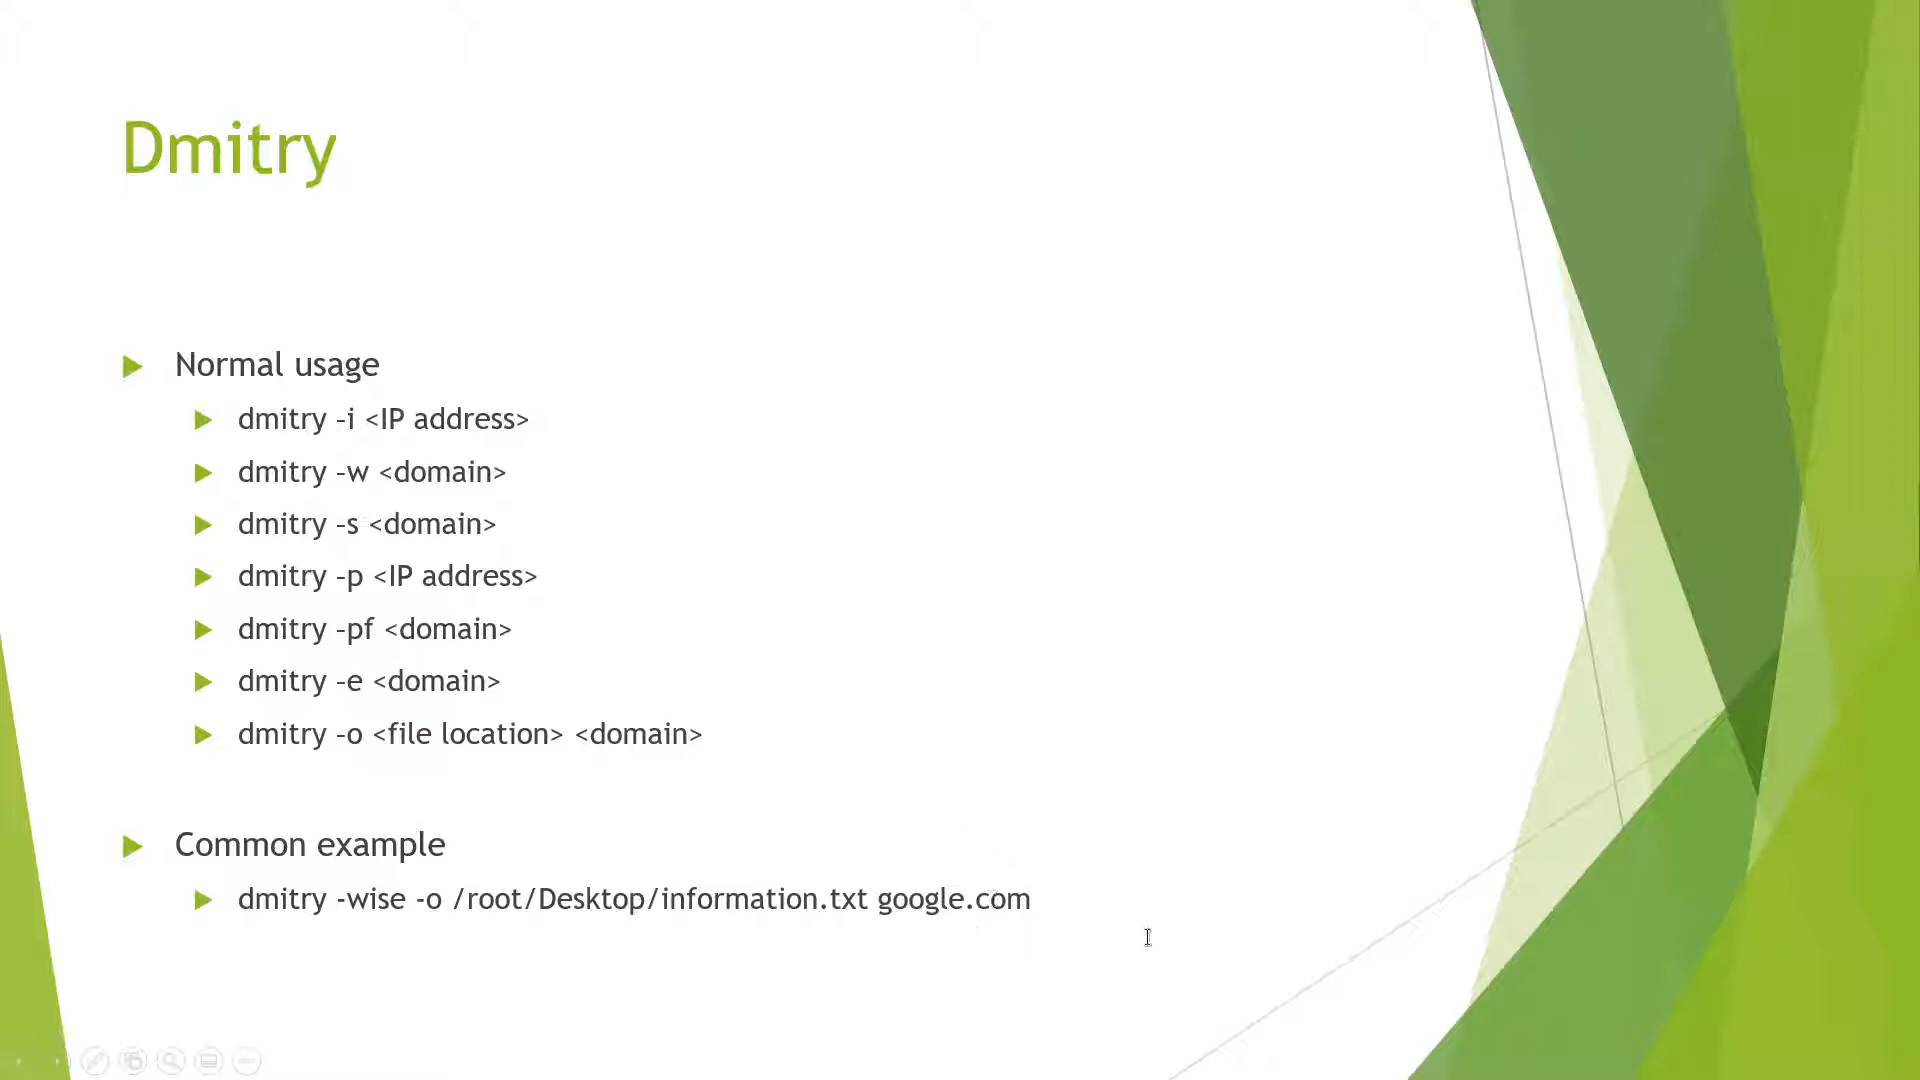 Dmitry
Normal usage
dmitry -i <IP address>
dmitry -w <domain>
dmitry -s <domain>
dmitry -p <IP address>
dmitry -pf <domain>
dmitry -e <domain>
dmitry -o <file location> <domain>
Common example
dmitry -wise -o /root/Desktop/information.txt google.com